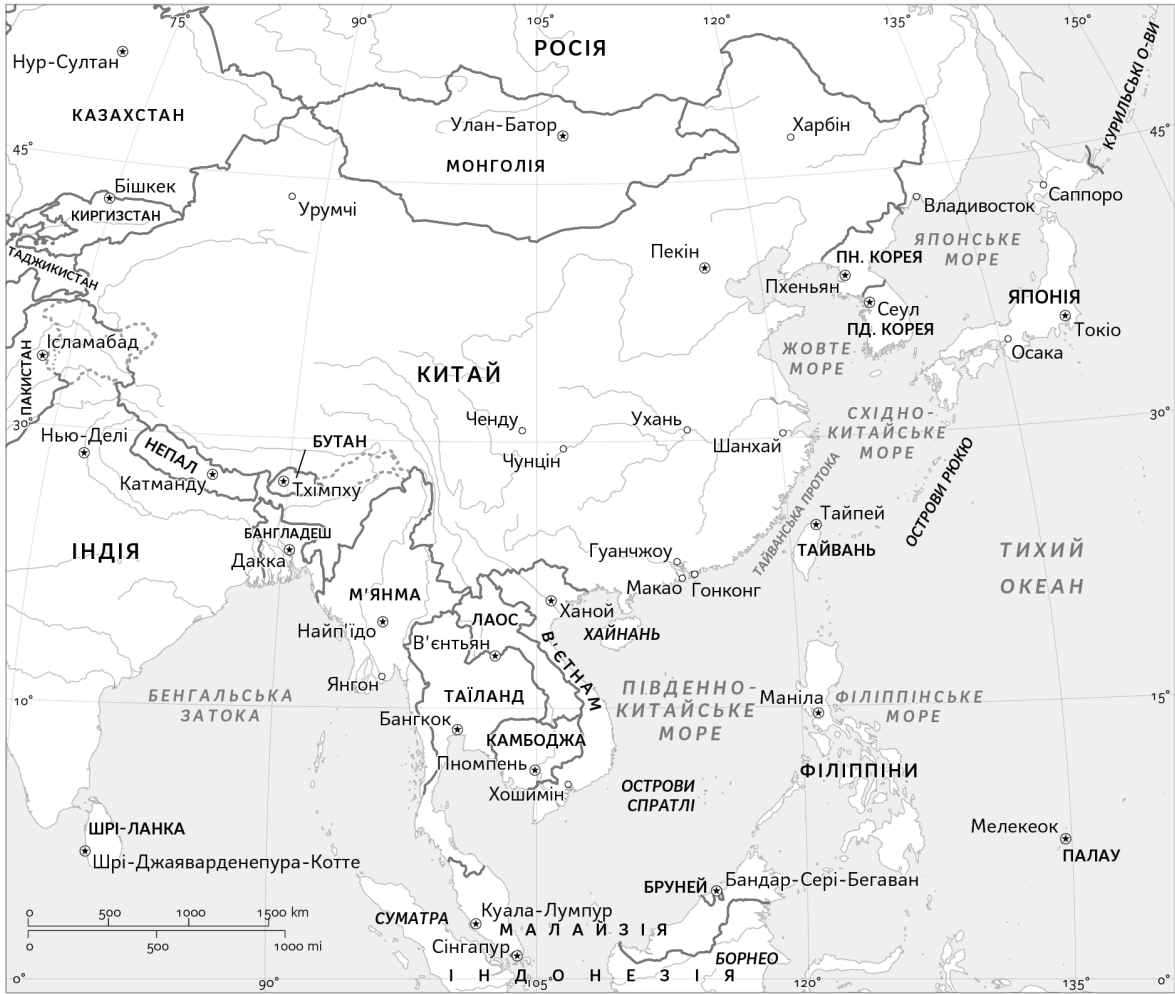 75°
90°
105°
120°
135°
150°
РОСІЯ
Нур-Султан
КАЗАХСТАН
КУРИЛЬСЬКІ О-ВИ
Улан-Батор
Харбін
45°
45°
МОНГОЛІЯ
Бішкек
КИРГИЗСТАН
Урумчі
Саппоро
Владивосток
ТАДЖИКИСТАН
Пекін
ЯПОНСЬКЕ
МОРЕ
ПН. КОРЕЯ
Пхеньян
ЯПОНІЯ
Сеул
ПД. КОРЕЯ
Токіо
Осака
Ісламабад
ПАКИСТАН
ЖОВТЕ
МОРЕ
КИТАЙ
30°
30°
Нью-Делі
Ченду
Ухань
Шанхай
Чунцін
СХІДНО-
КИТАЙСЬКЕ
МОРЕ
НЕПАЛ
БУТАН
Катманду
Тхімпху
ОСТРОВИ РЮКЮ
ТАЙВАНСЬКА ПРОТОКА
Тайпей
ТАЙВАНЬ
БАНГЛАДЕШ
ІНДІЯ
Дакка
Гуанчжоу
Макао
Гонконг
ТИХИЙ
ОКЕАН
М'ЯНМА
ЛАОС
Ханой
ХАЙНАНЬ
Найп'їдо
В'єнтьян
В'ЄТНАМ
Янгон
БЕНГАЛЬСЬКА
ЗАТОКА
10°
15°
ТАЇЛАНД
Бангкок
ПІВДЕННО-
КИТАЙСЬКЕ
МОРЕ
Маніла
ФІЛІППІНСЬКЕ
МОРЕ
КАМБОДЖА
Пномпень
Хошимін
ОСТРОВИ
СПРАТЛІ
ФІЛІППІНИ
ШРІ-ЛАНКА
Шрі-Джаяварденепура-Котте
Мелекеок
ПАЛАУ
БРУНЕЙ
Бандар-Сері-Бегаван
0 500 1000 1500 km
0 500 1000 mi
СУМАТРА
Куала-Лумпур
МАЛАЙЗІЯ
Сінгапур
БОРНЕО
ІНДОНЕЗІЯ
0°
90°
105°
120°
135°
0°